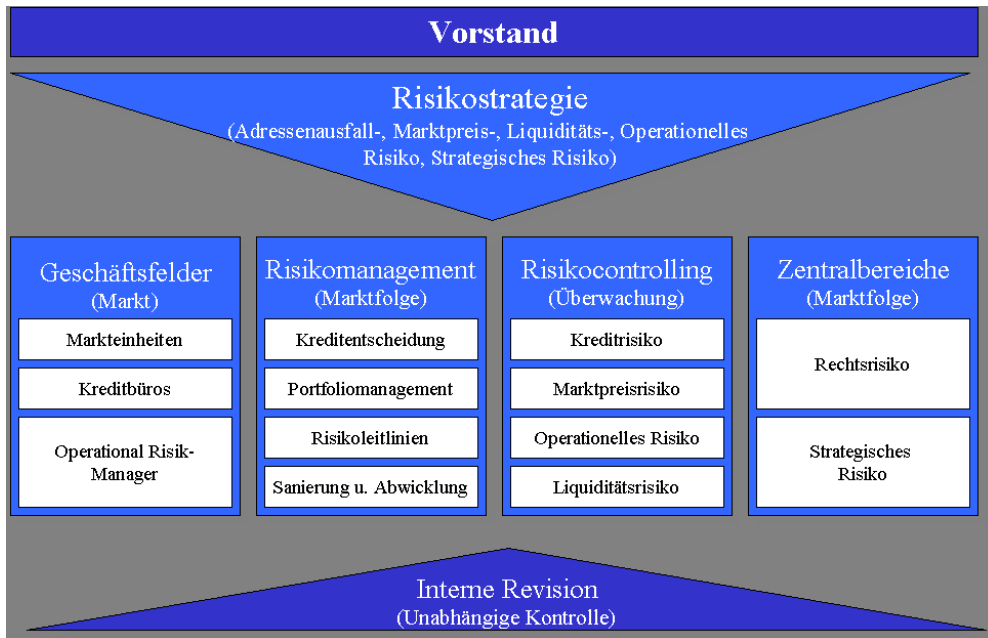 Vorstand
Risikostrategie
(Adressenausfall-, Marktpreis-, Liquiditäts-, Operationelles
Risiko, Strategisches Risiko)
Geschäftsfelder
(Markt)
Markteinheiten
Kreditbüros
Operational Risik-
Manager
Risikomanagement
(Marktfolge)
Kreditentscheidung
Portfoliomanagement
Risikoleitlinien
Sanierung u. Abwicklung
Risikocontrolling
(Überwachung)
Kreditrisiko
Marktpreisrisiko
Operationelles Risiko
Liquiditätsrisiko
Zentralbereiche
(Marktfolge)
Rechtsrisiko
Strategisches
Risiko
Interne Revision
(Unabhängige Kontrolle)